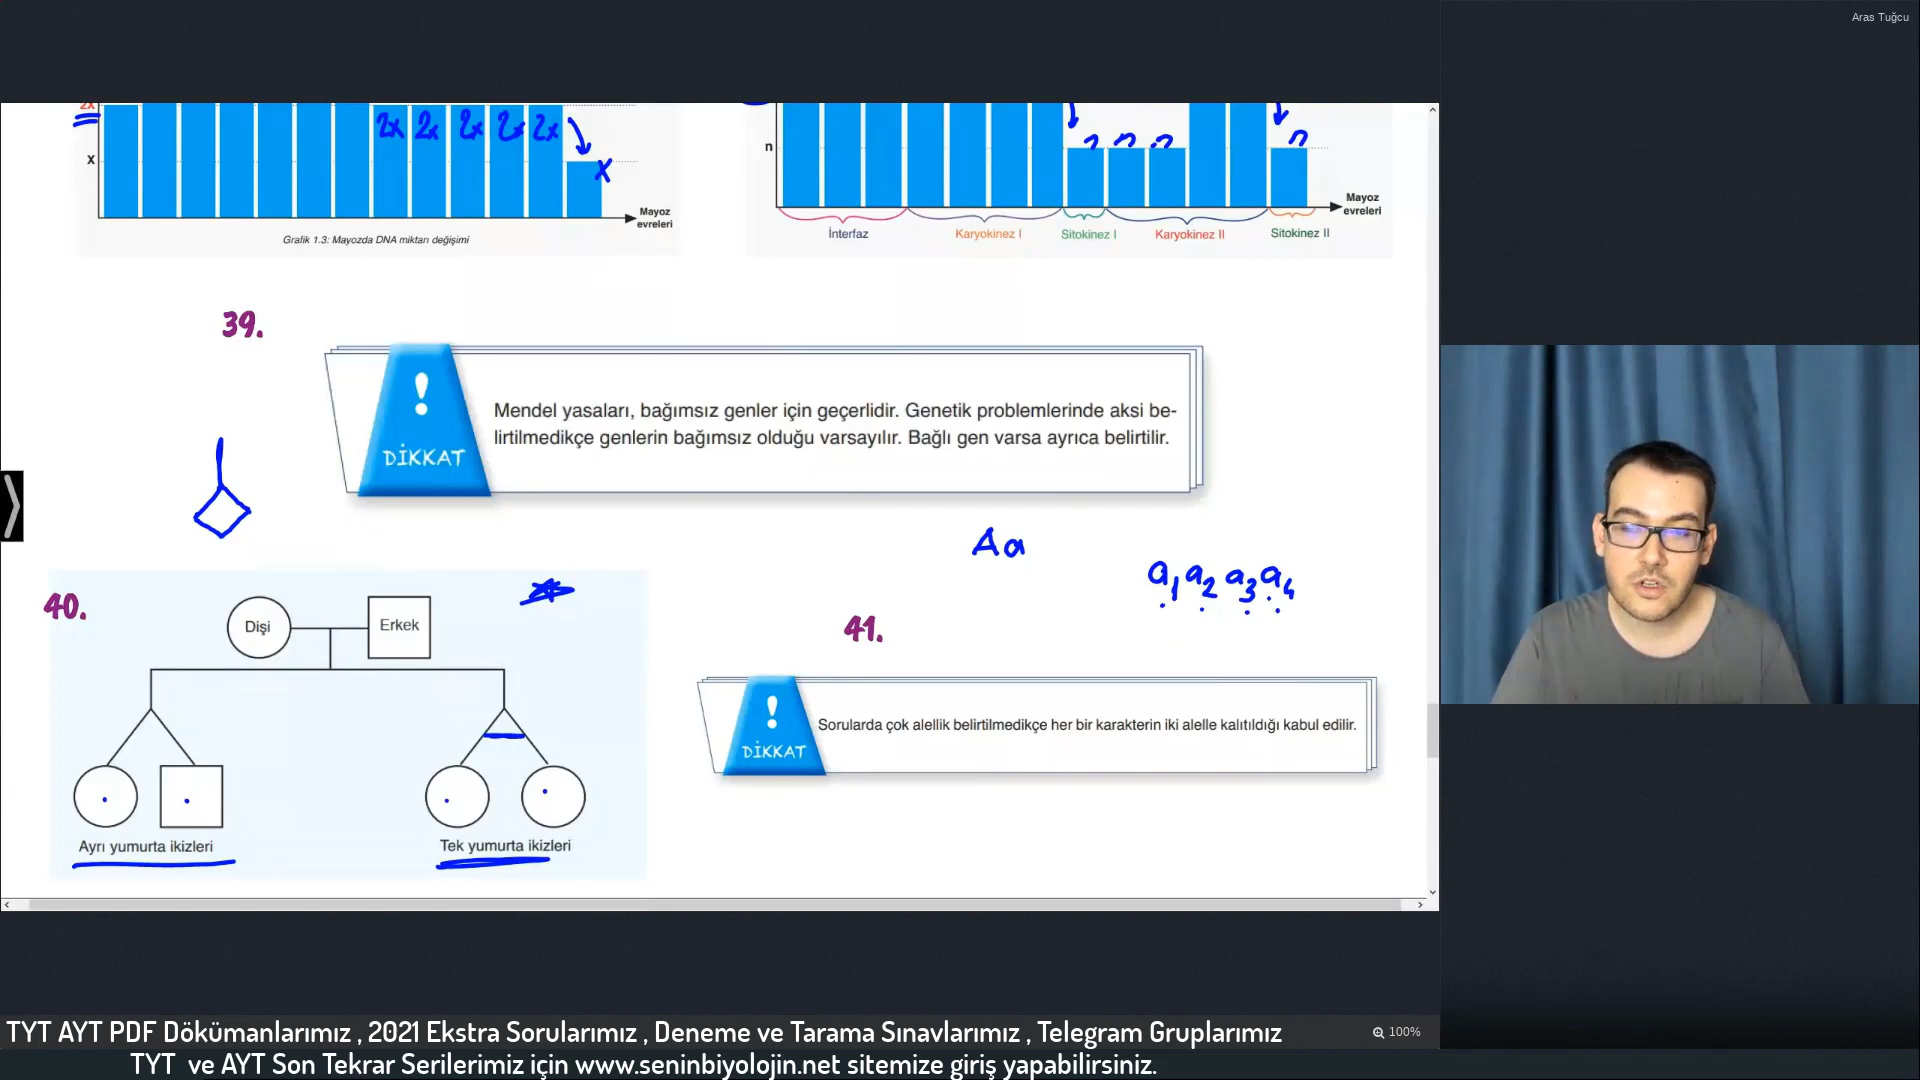 Aras Tuğcu
2x
2x 2x 2x 2x 2x
x
x
Mayoz
evreleri
Grafik 1.3: Mayozda DNA miktarı değişimi
n
n n n
n
Mayoz
evreleri
İnterfaz
Karyokinez I
Sitokinez I
Karyokinez II
Sitokinez II
39.
!
DİKKAT
Mendel yasaları, bağımsız genler için geçerlidir. Genetik problemlerinde aksi be-
lirtilmedikçe genlerin bağımsız olduğu varsayılır. Bağlı gen varsa ayrıca belirtilir.
Aa
a1 a2 a3 a4
40.
Dişi
Erkek
Ayrı yumurta ikizleri
Tek yumurta ikizleri
41.
!
DİKKAT
Sorularda çok alellik belirtilmedikçe her bir karakterin iki alelle kalıtıldığı kabul edilir.
100%
TYT AYT PDF Dökümanlarımız , 2021 Ekstra Sorularımız , Deneme ve Tarama Sınavlarımız , Telegram Gruplarımız
TYT ve AYT Son Tekrar Serilerimiz için www.seninbiyolojin.net sitemize giriş yapabilirsiniz.